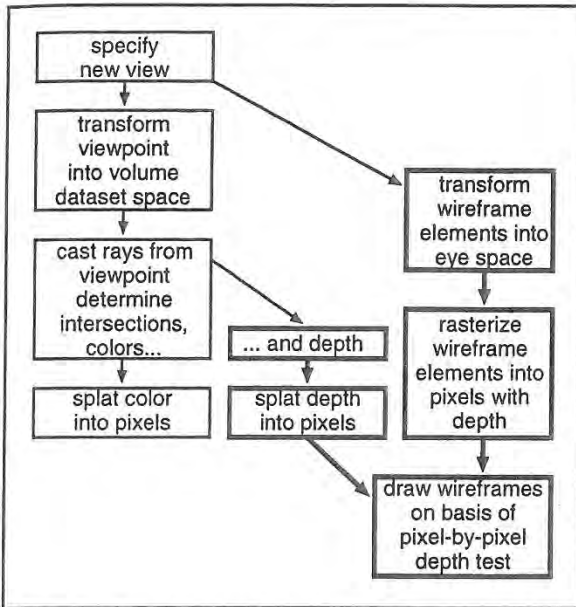 specify
new view
transform
viewpoint
into volume
dataset space
cast rays from
viewpoint
determine
intersections,
colors...
splat color
into pixels
... and depth
splat depth
into pixels
transform
wireframe
elements into
eye space
rasterize
wireframe
elements into
pixels with
depth
draw wireframes
on basis of
pixel-by-pixel
depth test